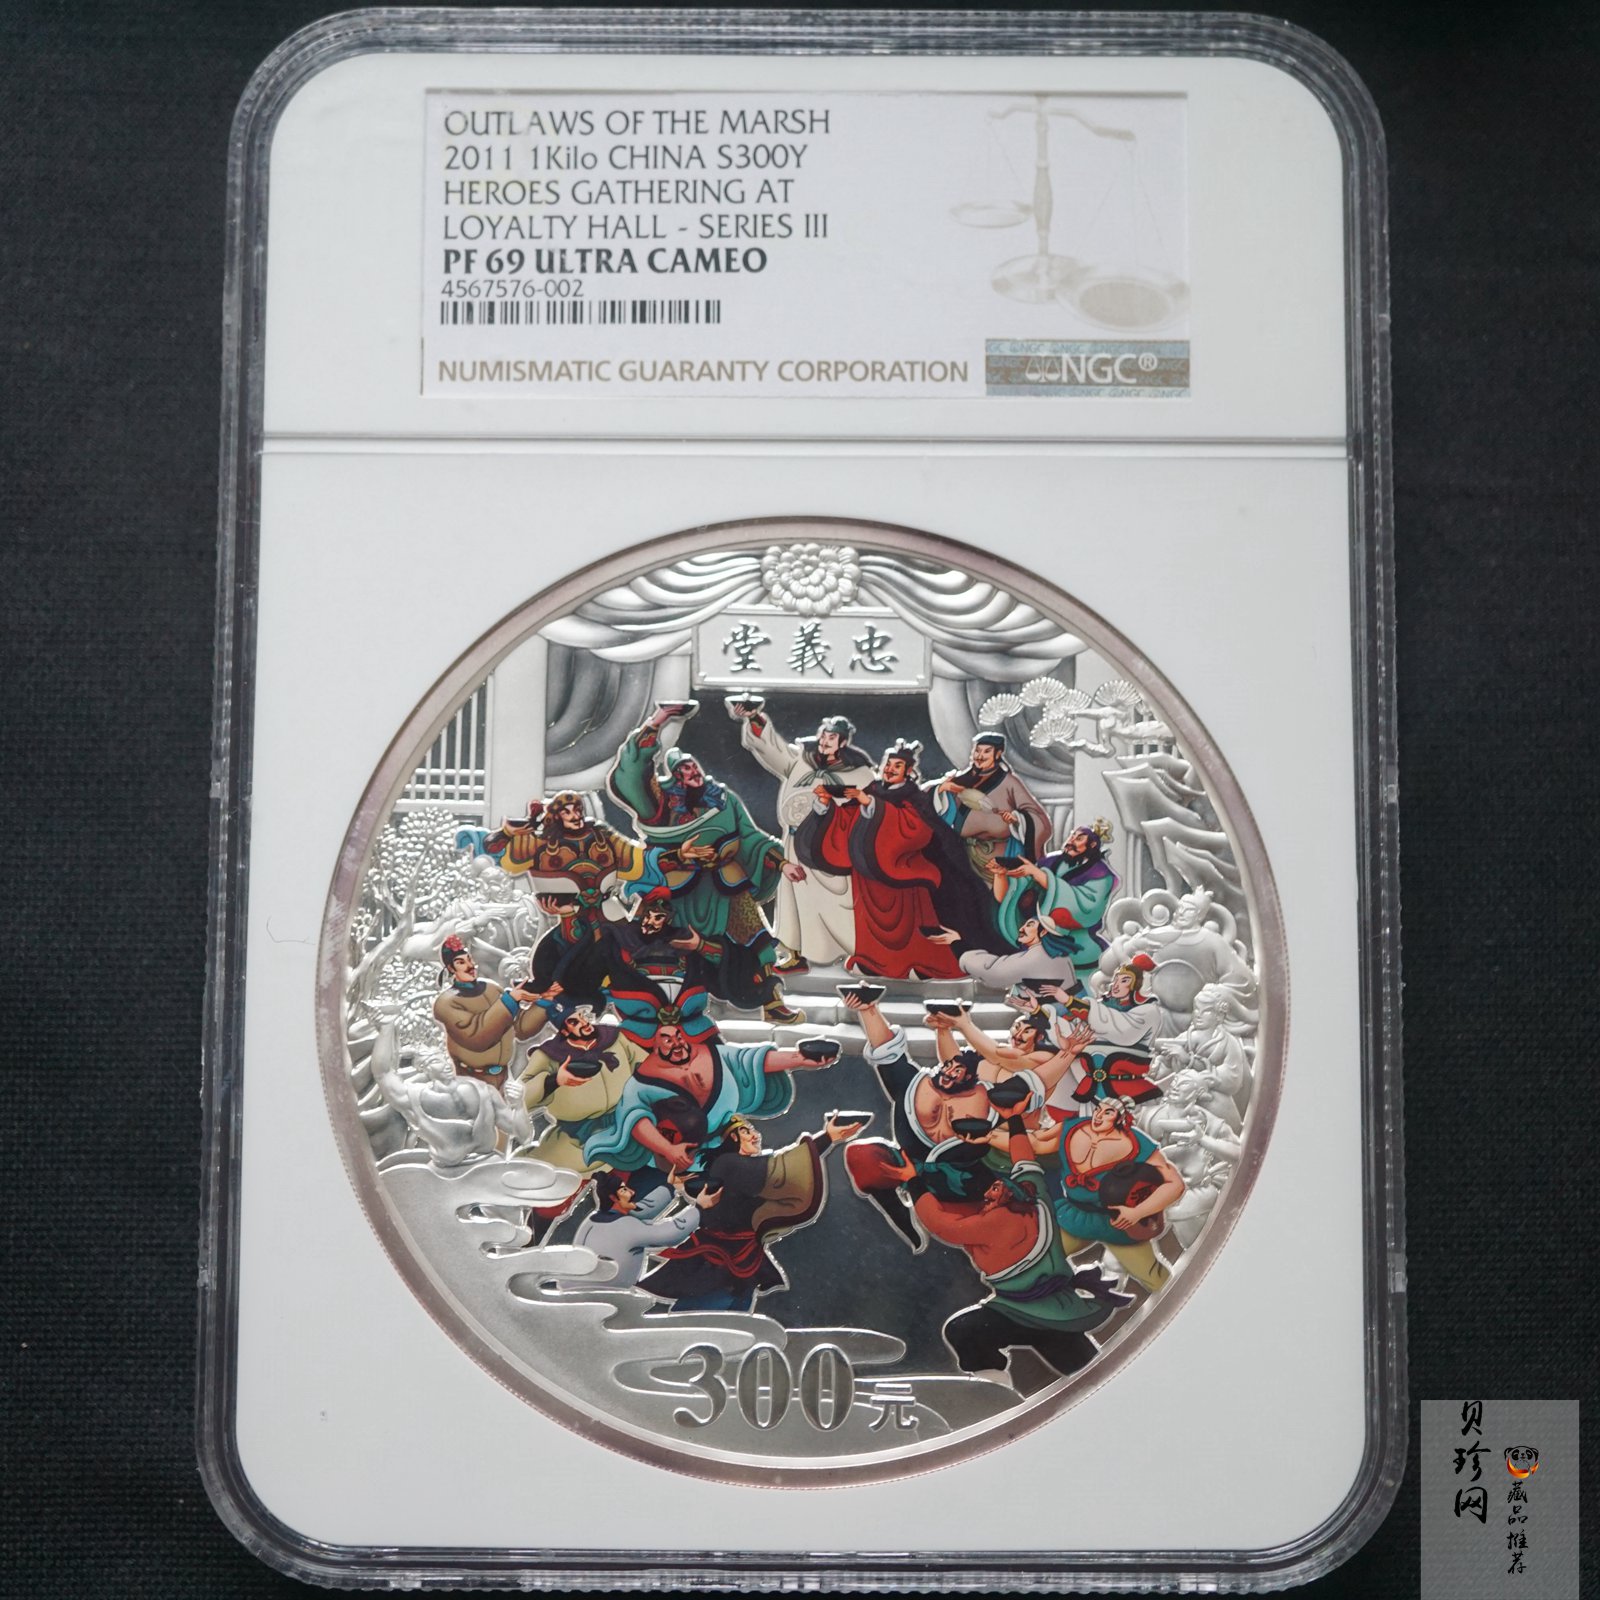 OUTLAWS OF THE MARSH
2011 1Kilo CHINA S300Y
HEROES GATHERING AT
LOYALTY HALL - SERIES III
PF 69 ULTRA CAMEO
4567576-002
NUMISMATIC GUARANTY CORPORATION
NGC®
堂義忠
300元
贝珍网
藏品推荐